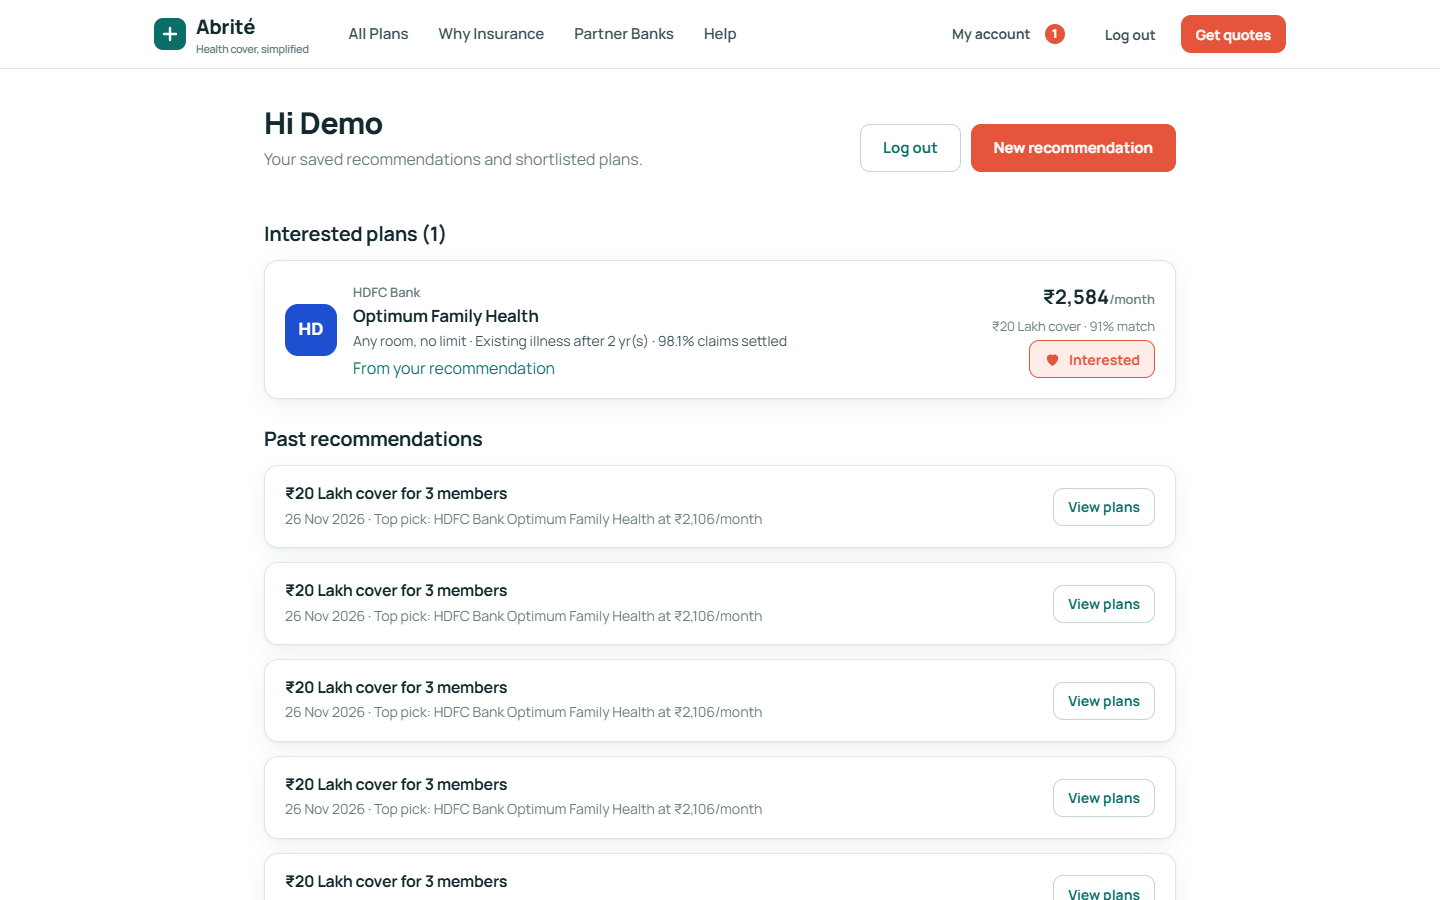 Abrité
Health cover, simplified
All Plans
Why Insurance
Partner Banks
Help
My account
1
Log out
Get quotes
Hi Demo
Your saved recommendations and shortlisted plans.
Log out
New recommendation
Interested plans (1)
HD
HDFC Bank
Optimum Family Health
Any room, no limit · Existing illness after 2 yr(s) · 98.1% claims settled
From your recommendation
₹2,584/month
₹20 Lakh cover · 91% match
Interested
Past recommendations
₹20 Lakh cover for 3 members
26 Nov 2026 · Top pick: HDFC Bank Optimum Family Health at ₹2,106/month
View plans
₹20 Lakh cover for 3 members
26 Nov 2026 · Top pick: HDFC Bank Optimum Family Health at ₹2,106/month
View plans
₹20 Lakh cover for 3 members
26 Nov 2026 · Top pick: HDFC Bank Optimum Family Health at ₹2,106/month
View plans
₹20 Lakh cover for 3 members
26 Nov 2026 · Top pick: HDFC Bank Optimum Family Health at ₹2,106/month
View plans
₹20 Lakh cover for 3 members
View plans